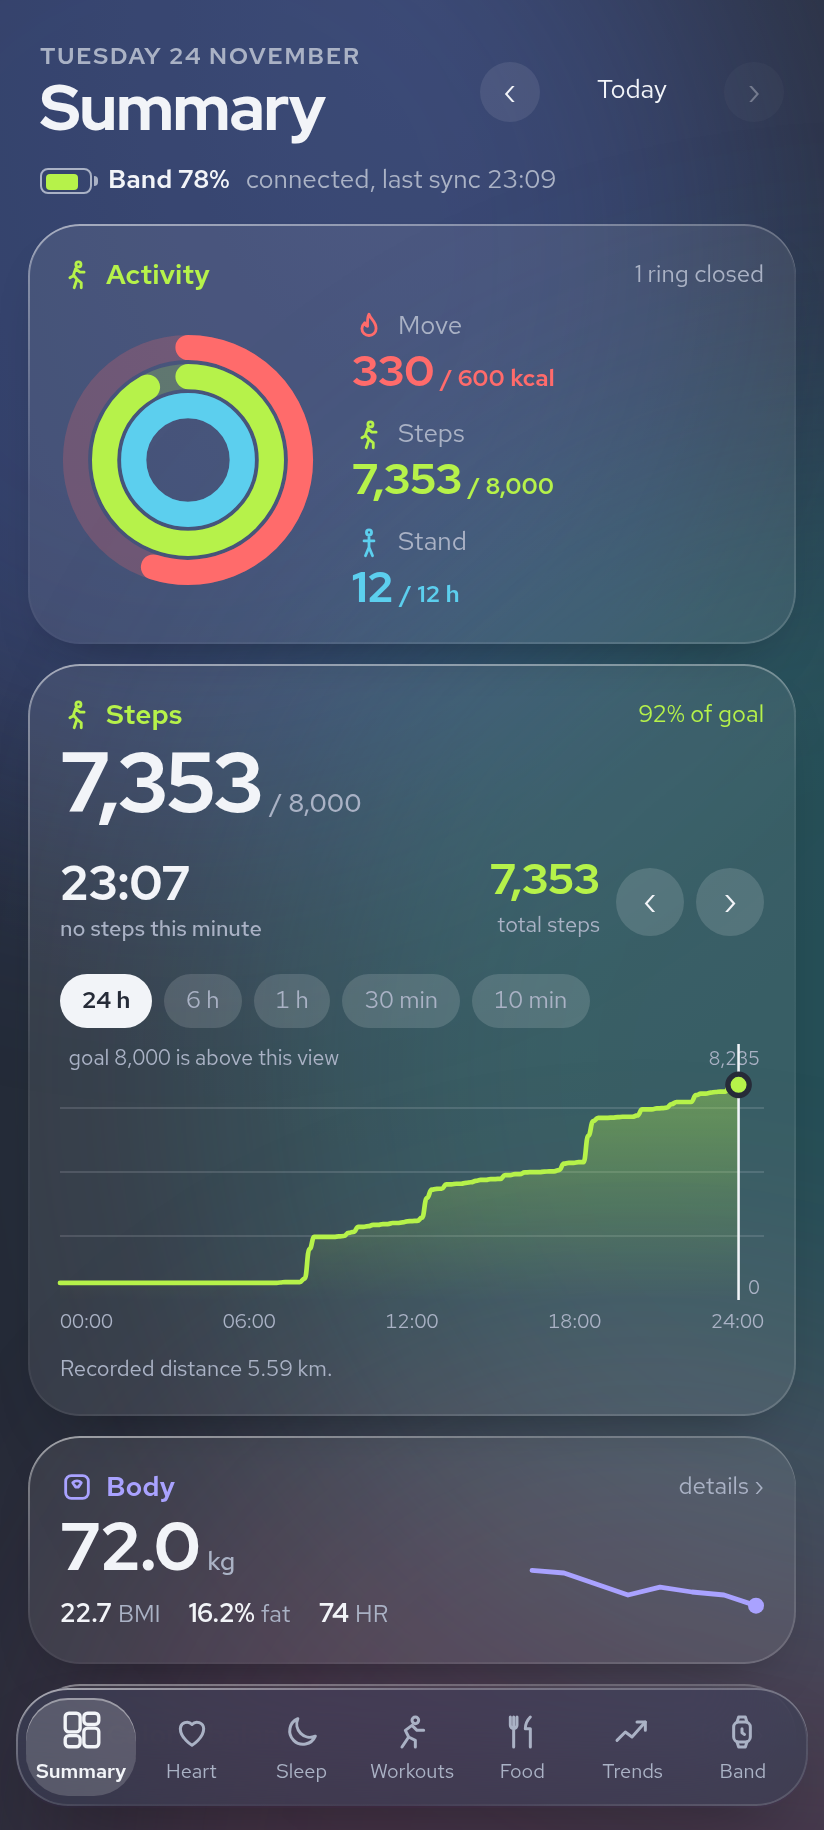 TUESDAY 24 NOVEMBER
Summary
‹ Today ›
Band 78% connected, last sync 23:09
Activity
1 ring closed
Move
330 / 600 kcal
Steps
7,353 / 8,000
Stand
12 / 12 h
Steps
92% of goal
7,353 / 8,000
23:07
no steps this minute
7,353
total steps
‹ ›
24 h 6 h 1 h 30 min 10 min
goal 8,000 is above this view
8,235
0
00:00 06:00 12:00 18:00 24:00
Recorded distance 5.59 km.
Body
details ›
72.0 kg
22.7 BMI 16.2% fat 74 HR
Summary Heart Sleep Workouts Food Trends Band